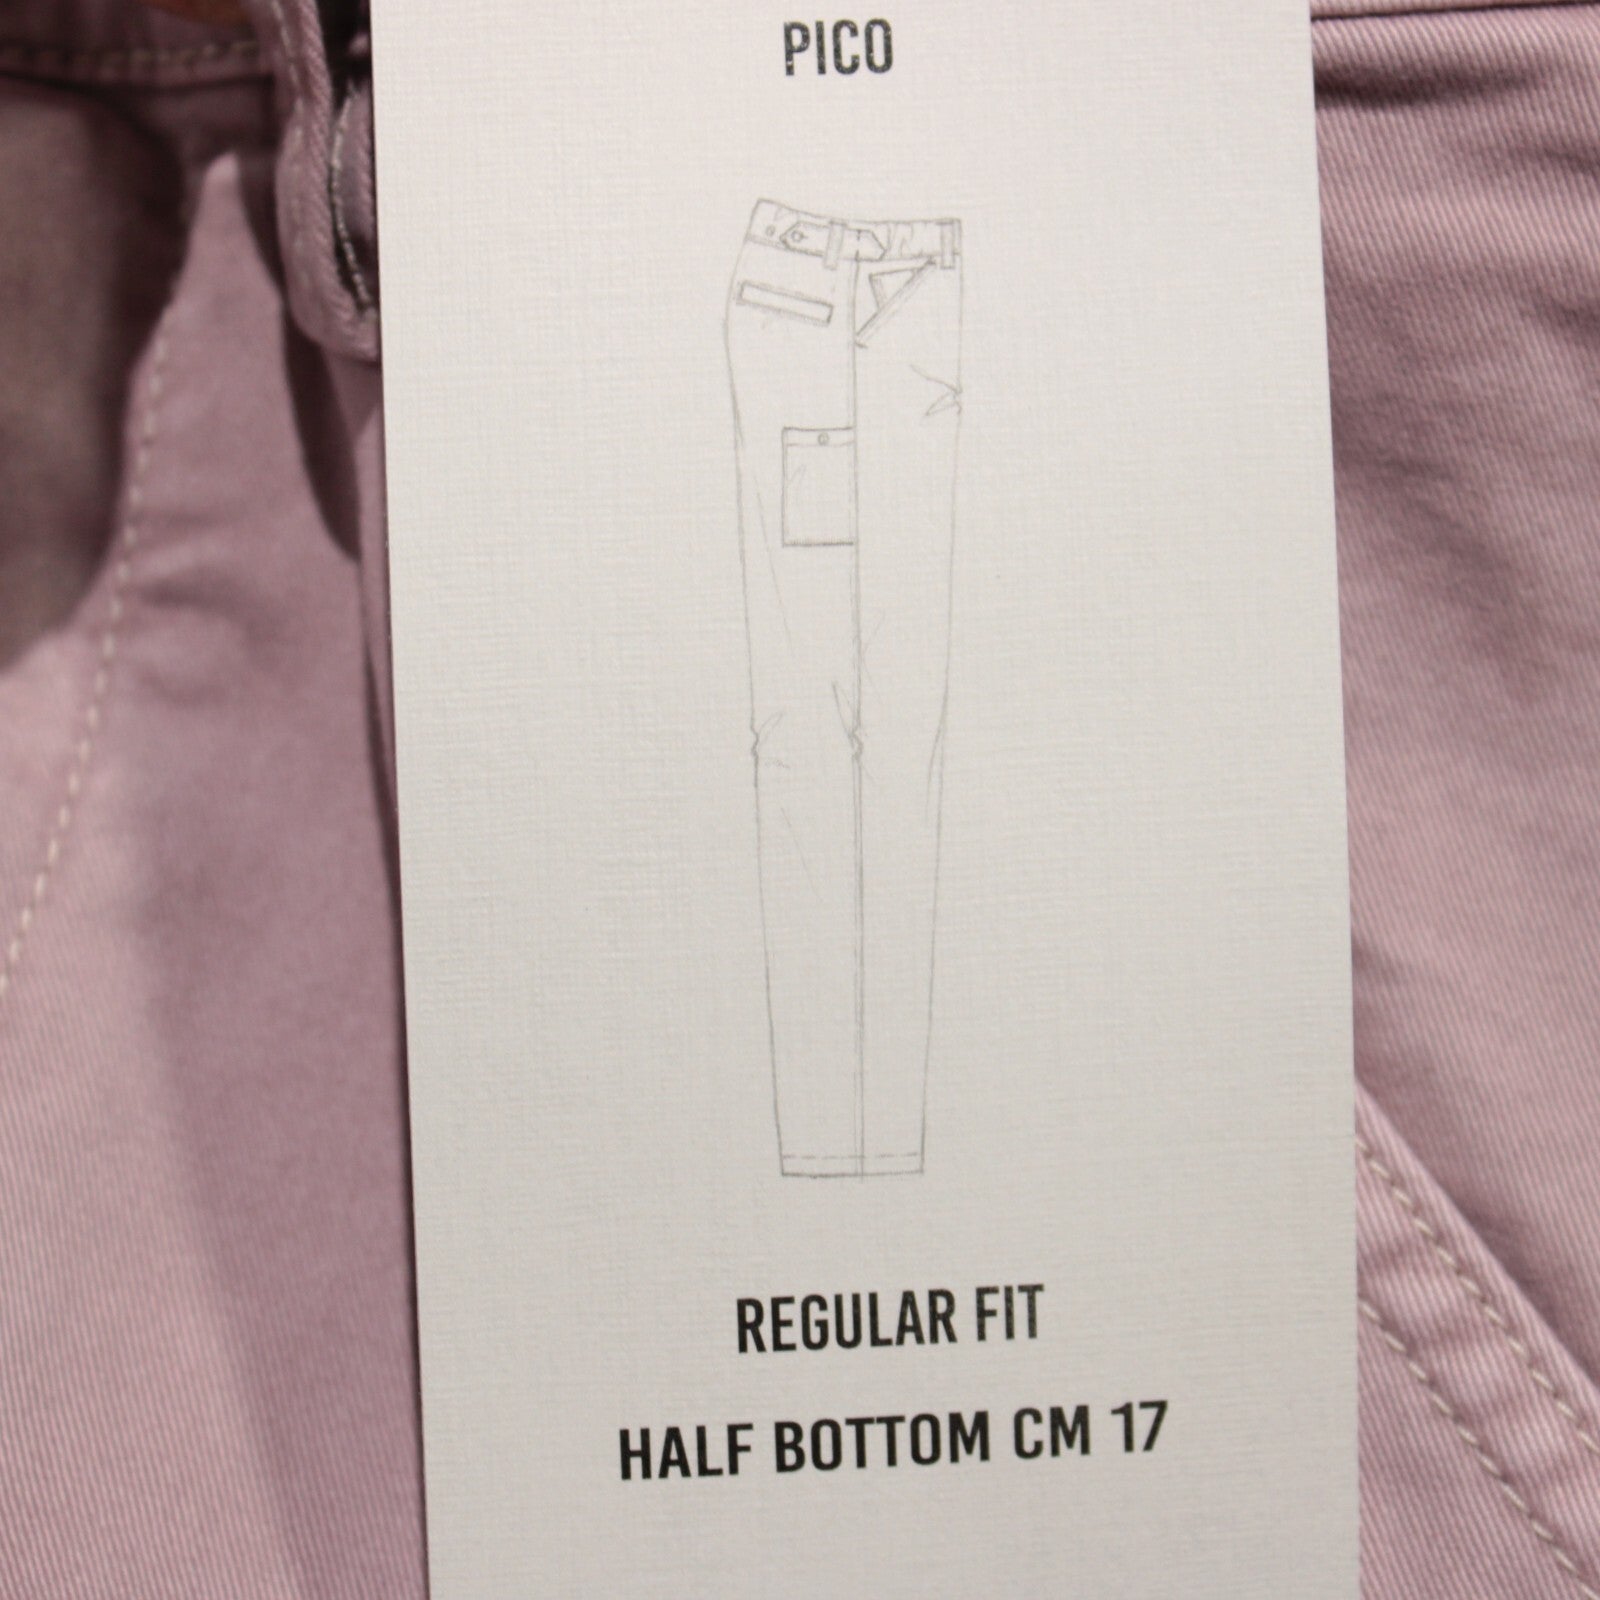 PICO
REGULAR FIT
HALF BOTTOM CM 17